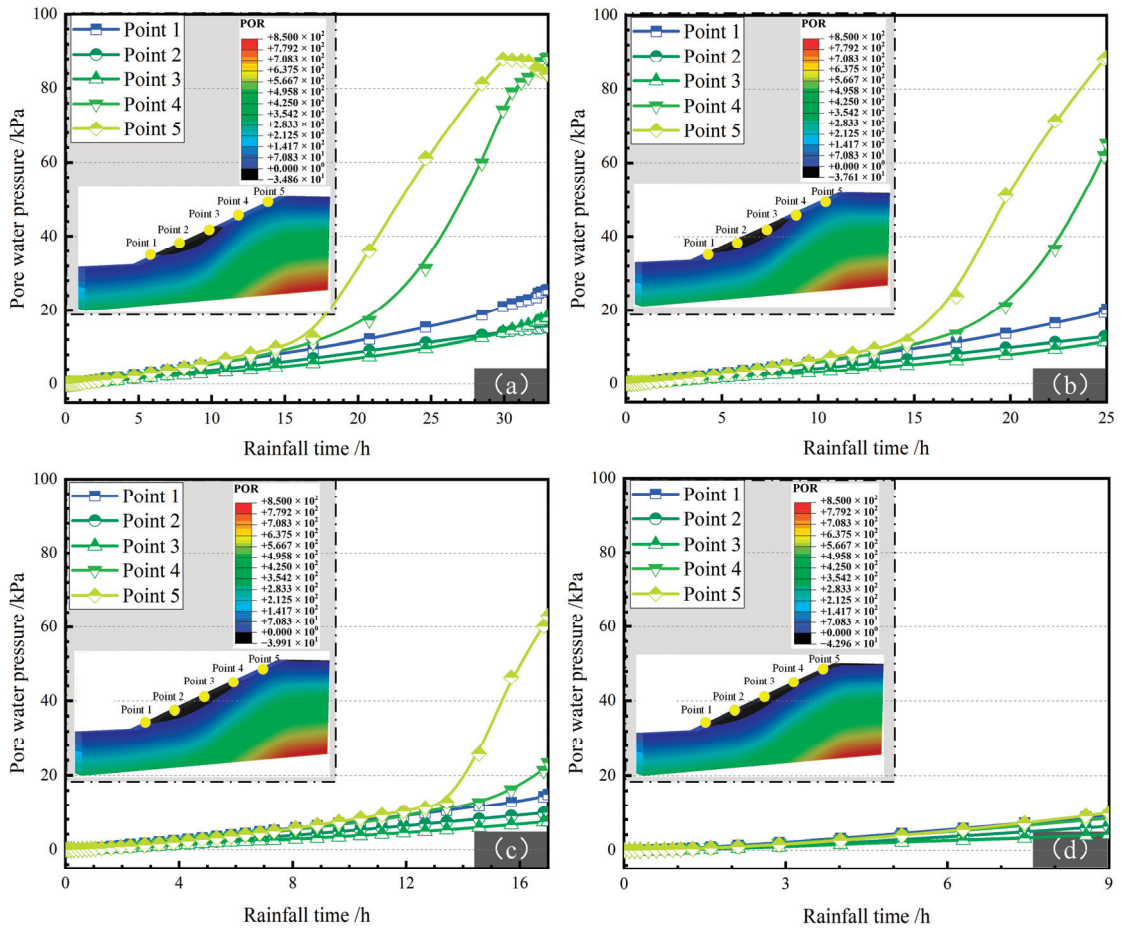 Point 1
Point 2
Point 3
Point 4
Point 5
POR
+8.500 × 10²
+7.792 × 10²
+7.083 × 10²
+6.375 × 10²
+5.667 × 10²
+4.958 × 10²
+4.250 × 10²
+3.542 × 10²
+2.833 × 10²
+2.125 × 10²
+1.417 × 10²
+7.083 × 10¹
+0.000 × 10⁰
−3.486 × 10¹
Point 5
Point 4
Point 3
Point 2
Point 1
100
80
60
40
20
0
Pore water pressure /kPa
0 5 10 15 20 25 30
Rainfall time /h
(a)
Point 1
Point 2
Point 3
Point 4
Point 5
POR
+8.500 × 10²
+7.792 × 10²
+7.083 × 10²
+6.375 × 10²
+5.667 × 10²
+4.958 × 10²
+4.250 × 10²
+3.542 × 10²
+2.833 × 10²
+2.125 × 10²
+1.417 × 10²
+7.083 × 10¹
+0.000 × 10⁰
−3.761 × 10¹
Point 5
Point 4
Point 3
Point 2
Point 1
100
80
60
40
20
0
Pore water pressure /kPa
0 5 10 15 20 25
Rainfall time /h
(b)
Point 1
Point 2
Point 3
Point 4
Point 5
POR
+8.500 × 10²
+7.792 × 10²
+7.083 × 10²
+6.375 × 10²
+5.667 × 10²
+4.958 × 10²
+4.250 × 10²
+3.542 × 10²
+2.833 × 10²
+2.125 × 10²
+1.417 × 10²
+7.083 × 10¹
+0.000 × 10⁰
−3.991 × 10¹
Point 5
Point 4
Point 3
Point 2
Point 1
100
80
60
40
20
0
Pore water pressure /kPa
0 4 8 12 16
Rainfall time /h
(c)
Point 1
Point 2
Point 3
Point 4
Point 5
POR
+8.500 × 10²
+7.792 × 10²
+7.083 × 10²
+6.375 × 10²
+5.667 × 10²
+4.958 × 10²
+4.250 × 10²
+3.542 × 10²
+2.833 × 10²
+2.125 × 10²
+1.417 × 10²
+7.083 × 10¹
+0.000 × 10⁰
−4.296 × 10¹
Point 5
Point 4
Point 3
Point 2
Point 1
100
80
60
40
20
0
Pore water pressure /kPa
0 3 6 9
Rainfall time /h
(d)